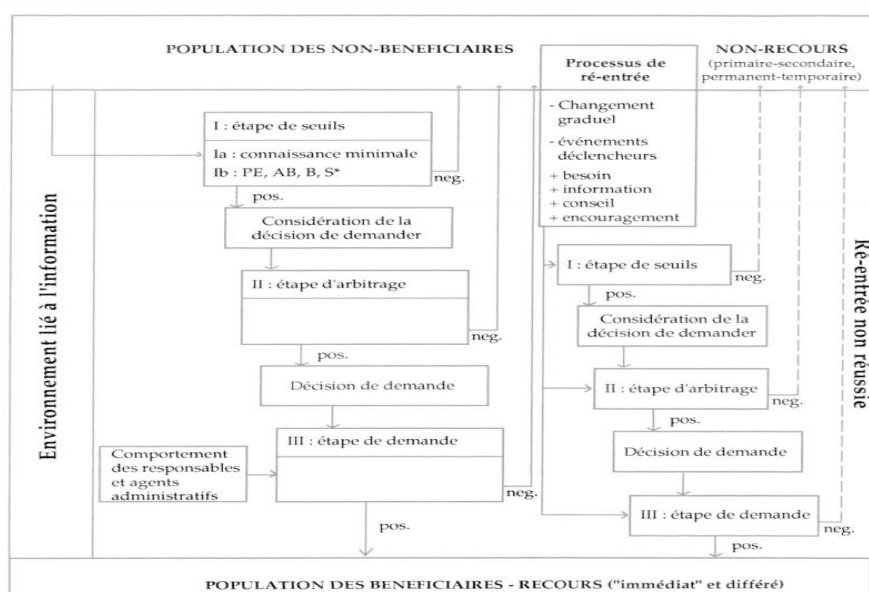 POPULATION DES NON-BENEFICIAIRES
Processus de
ré-entrée
NON-RECOURS
(primaire-secondaire,
permanent-temporaire)
Environnement lié à l'information
I : étape de seuils
Ia : connaissance minimale
Ib : PE, AB, B, S*
neg.
pos.
Considération de la
décision de demander
II : étape d'arbitrage
neg.
pos.
Décision de demande
III : étape de demande
Comportement
des responsables
et agents
administratifs
neg.
pos.
- Changement
graduel
- événements
déclencheurs
+ besoin
+ information
+ conseil
+ encouragement
I : étape de seuils
neg.
pos.
Considération de la
décision de demander
II : étape d'arbitrage
neg.
pos.
Décision de demande
III : étape de demande
neg.
pos.
Rê-entrée non réussie
POPULATION DES BENEFICIAIRES - RECOURS ("immédiat" et différé)